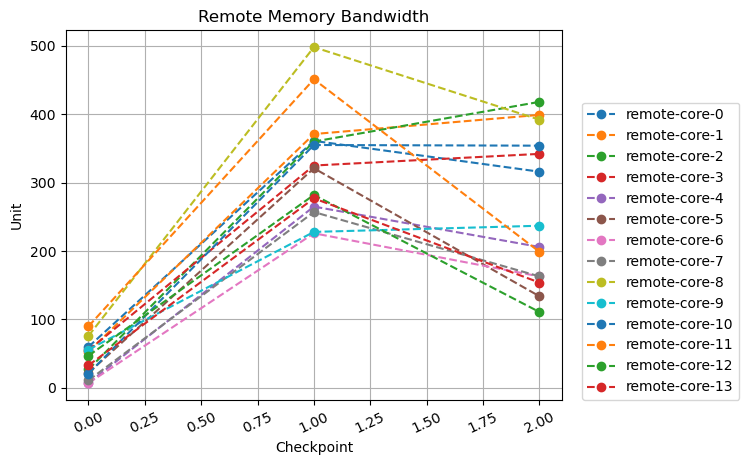 Remote Memory Bandwidth
Unit
500
400
300
200
100
0
0.00 0.25 0.50 0.75 1.00 1.25 1.50 1.75 2.00
Checkpoint
remote-core-0
remote-core-1
remote-core-2
remote-core-3
remote-core-4
remote-core-5
remote-core-6
remote-core-7
remote-core-8
remote-core-9
remote-core-10
remote-core-11
remote-core-12
remote-core-13